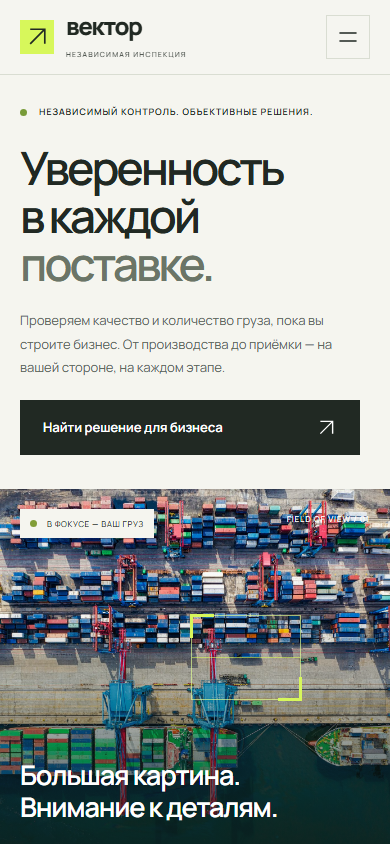 вектор
НЕЗАВИСИМАЯ ИНСПЕКЦИЯ
НЕЗАВИСИМЫЙ КОНТРОЛЬ. ОБЪЕКТИВНЫЕ РЕШЕНИЯ.
Уверенность
в каждой
поставке.
Проверяем качество и количество груза, пока вы
строите бизнес. От производства до приёмки — на
вашей стороне, на каждом этапе.
Найти решение для бизнеса
В ФОКУСЕ — ВАШ ГРУЗ
FIELD OF VIEW
Большая картина.
Внимание к деталям.